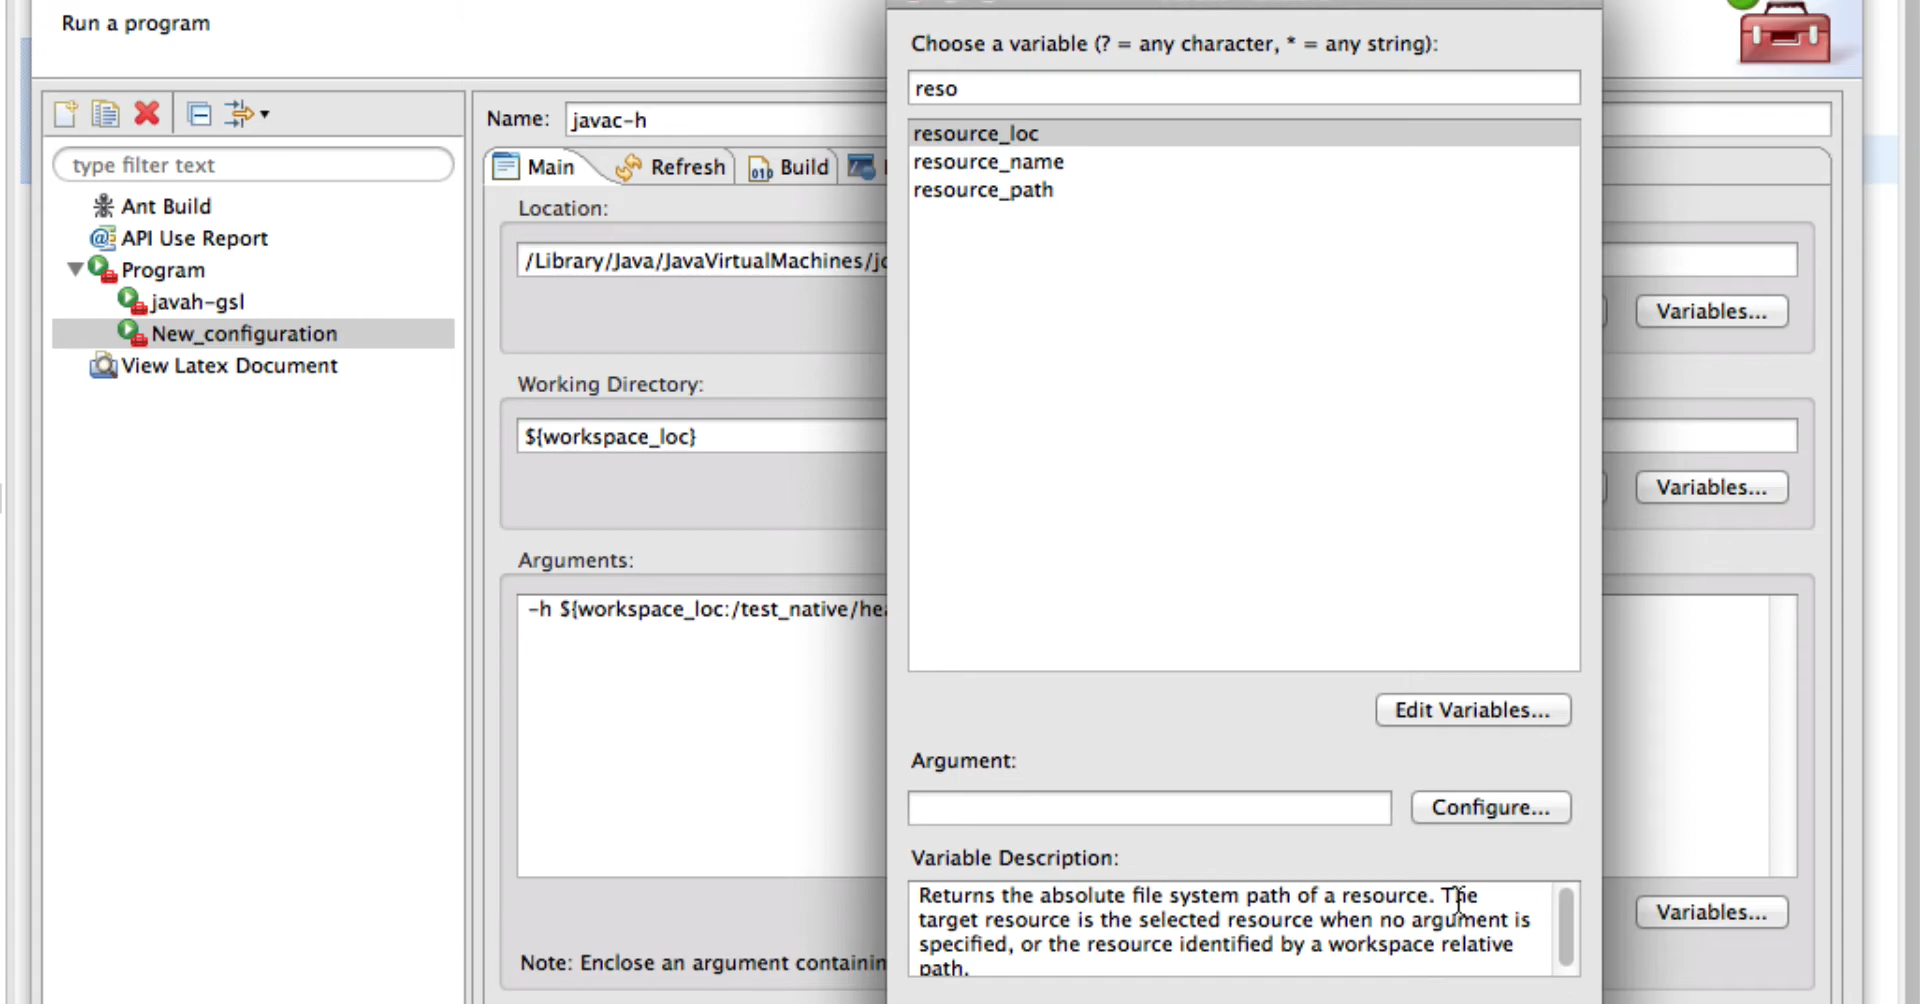 Run a program
type filter text
Ant Build
API Use Report
Program
javah-gsl
New_configuration
View Latex Document
Name:
javac-h
Main
Refresh
Build
Location:
/Library/Java/JavaVirtualMachines/
Variables...
Working Directory:
${workspace_loc}
Variables...
Arguments:
-h ${workspace_loc:/test_native/hea
Variables...
Note: Enclose an argument containin
Choose a variable (? = any character, * = any string):
reso
resource_loc
resource_name
resource_path
Edit Variables...
Argument:
Configure...
Variable Description:
Returns the absolute file system path of a resource. The
target resource is the selected resource when no argument is
specified, or the resource identified by a workspace relative
path.